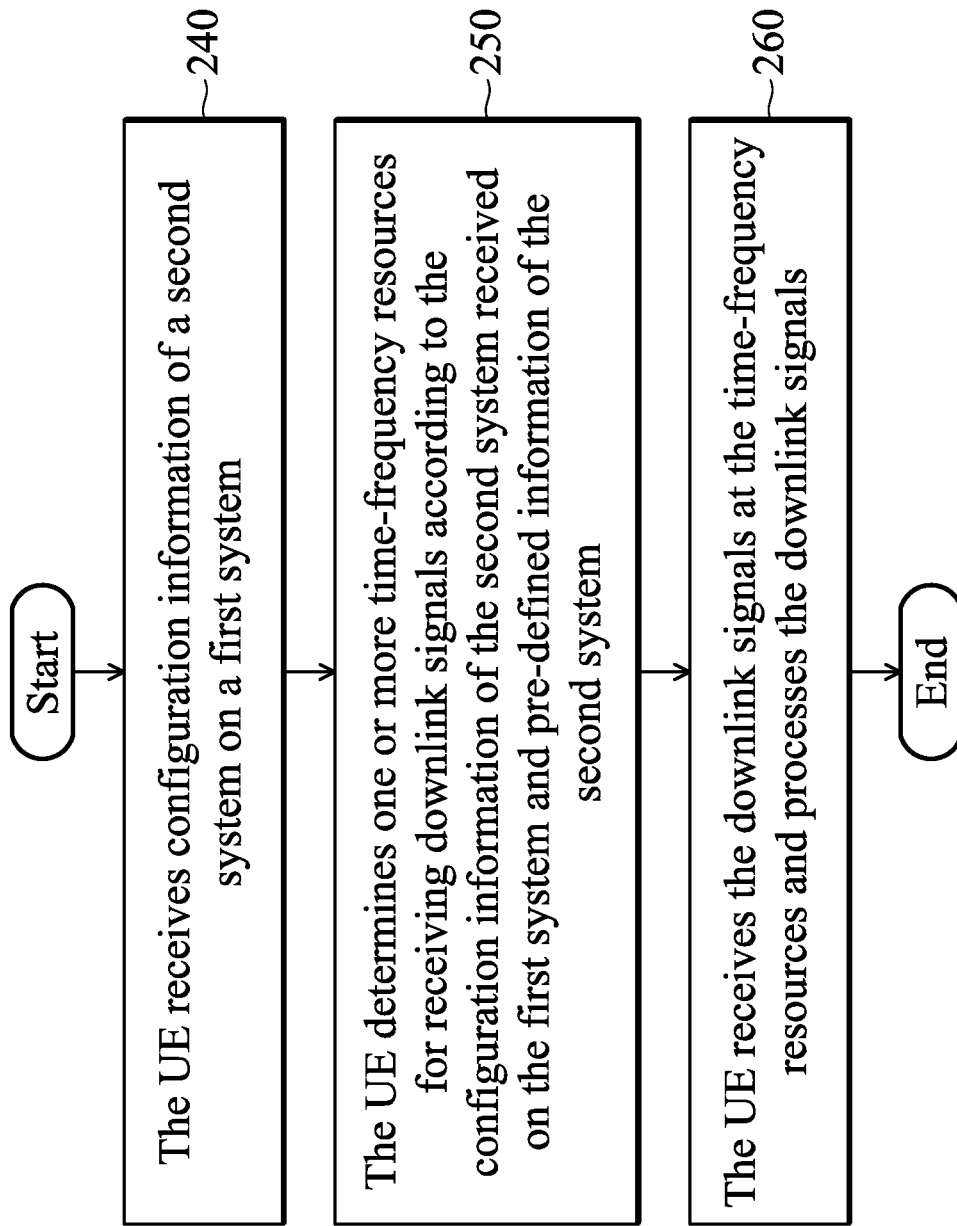 Start
The UE receives configuration information of a second
system on a first system
240
The UE determines one or more time-frequency resources
for receiving downlink signals according to the
configuration information of the second system received
on the first system and pre-defined information of the
second system
250
The UE receives the downlink signals at the time-frequency
resources and processes the downlink signals
260
End